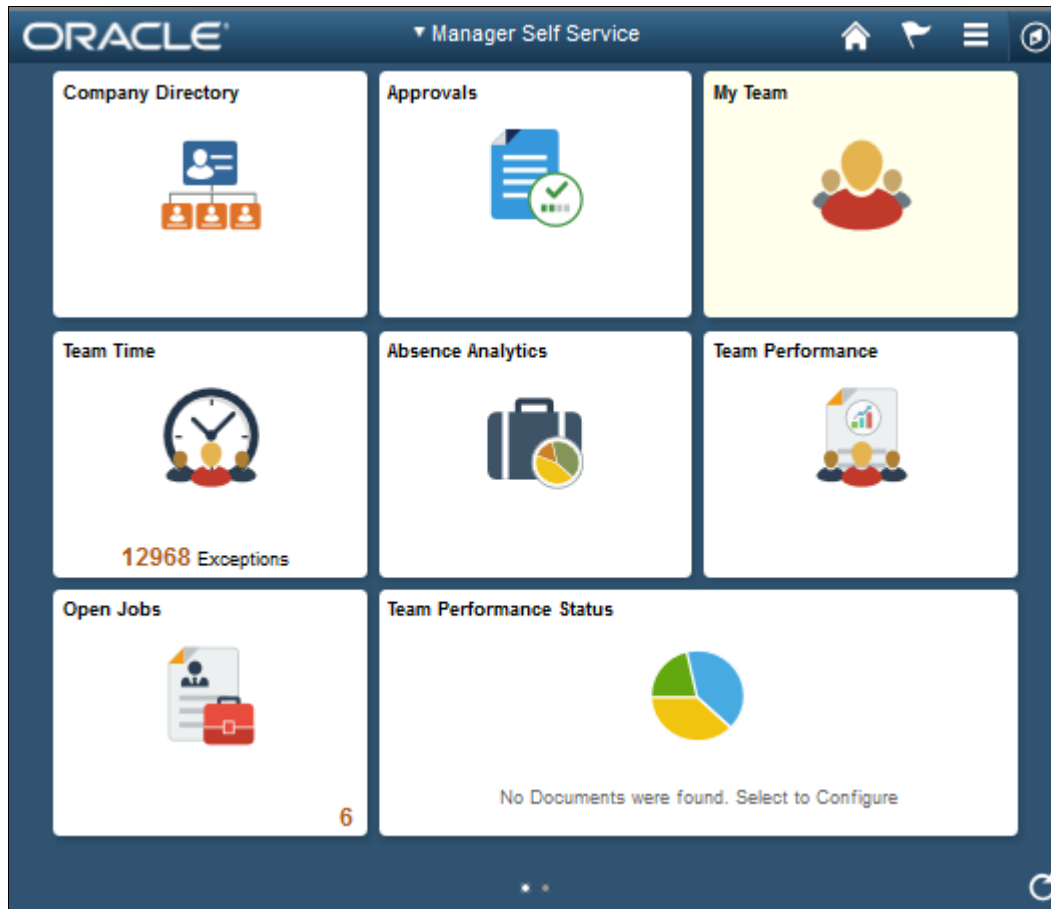 ORACLE®
Manager Self Service
Company Directory
Approvals
My Team
Team Time
12968 Exceptions
Absence Analytics
Team Performance
Open Jobs
6
Team Performance Status
No Documents were found. Select to Configure